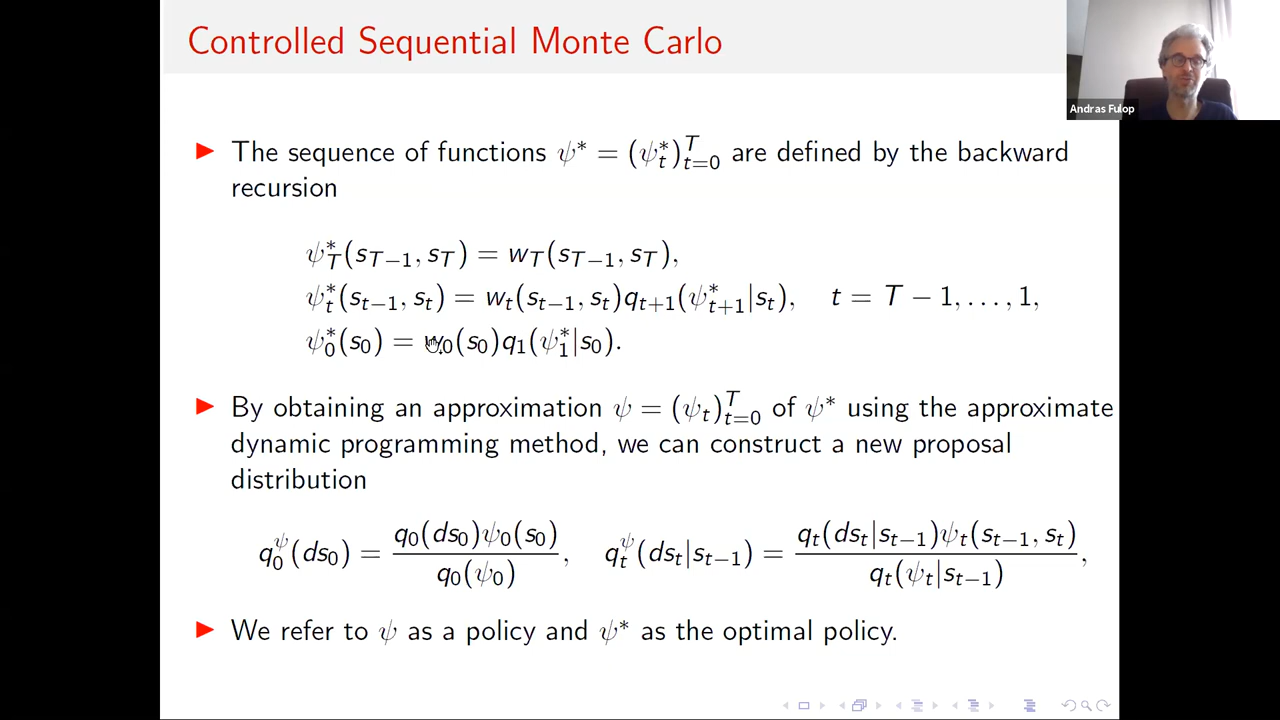 Controlled Sequential Monte Carlo
Andras Fulop
▶ The sequence of functions ψ* = (ψ*_t)^T_{t=0} are defined by the backward
recursion
ψ*_T(s_{T−1}, s_T) = w_T(s_{T−1}, s_T),
ψ*_t(s_{t−1}, s_t) = w_t(s_{t−1}, s_t)q_{t+1}(ψ*_{t+1}|s_t), t = T − 1, . . . , 1,
ψ*_0(s_0) = w_0(s_0)q_1(ψ*_1|s_0).
▶ By obtaining an approximation ψ = (ψ_t)^T_{t=0} of ψ* using the approximate
dynamic programming method, we can construct a new proposal
distribution
q^ψ_0(ds_0) = q_0(ds_0)ψ_0(s_0) / q_0(ψ_0), q^ψ_t(ds_t|s_{t−1}) = q_t(ds_t|s_{t−1})ψ_t(s_{t−1}, s_t) / q_t(ψ_t|s_{t−1}),
▶ We refer to ψ as a policy and ψ* as the optimal policy.